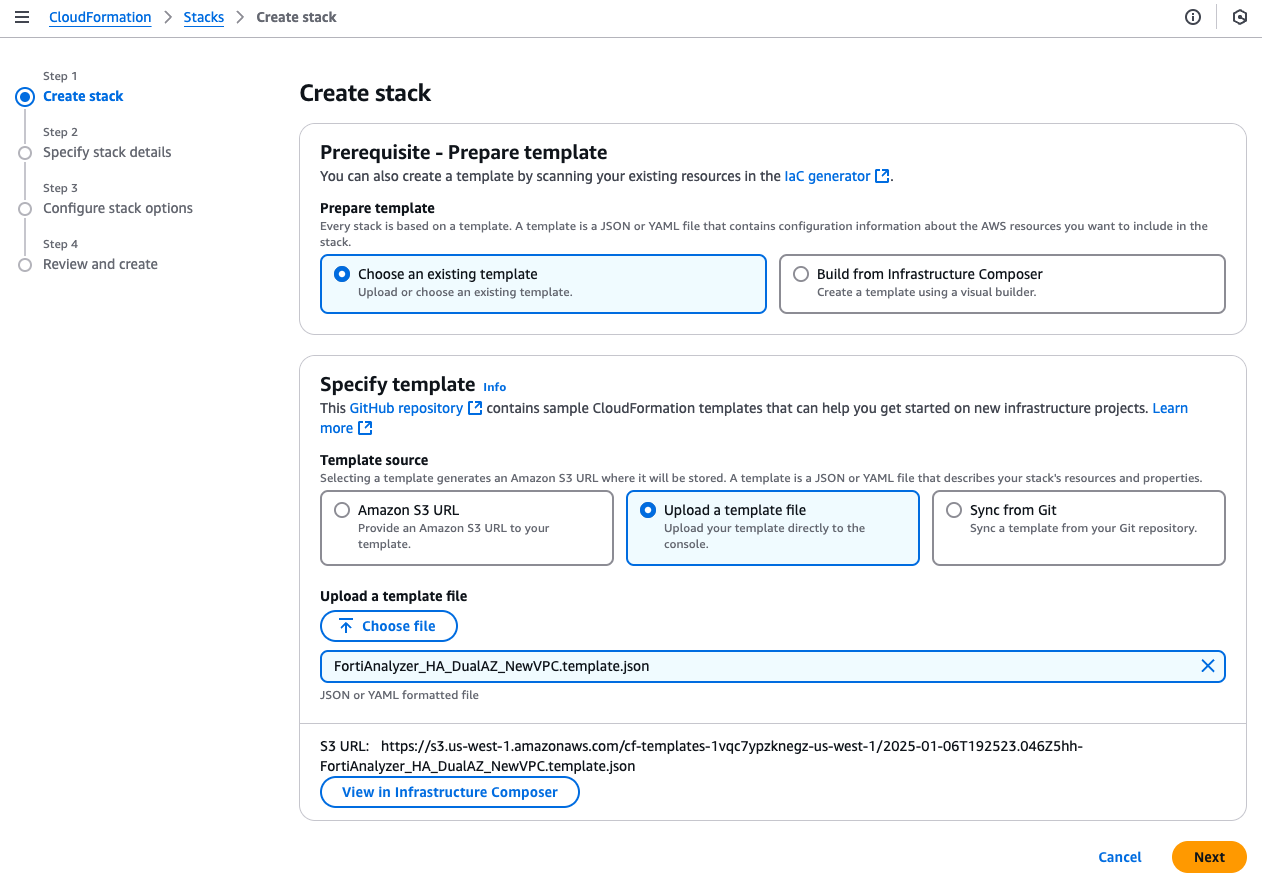 CloudFormation > Stacks > Create stack
Step 1
Create stack
Step 2
Specify stack details
Step 3
Configure stack options
Step 4
Review and create
Create stack
Prerequisite - Prepare template
You can also create a template by scanning your existing resources in the IaC generator.
Prepare template
Every stack is based on a template. A template is a JSON or YAML file that contains configuration information about the AWS resources you want to include in the
stack.
Choose an existing template
Upload or choose an existing template.
Build from Infrastructure Composer
Create a template using a visual builder.
Specify template Info
This GitHub repository contains sample CloudFormation templates that can help you get started on new infrastructure projects. Learn
more
Template source
Selecting a template generates an Amazon S3 URL where it will be stored. A template is a JSON or YAML file that describes your stack's resources and properties.
Amazon S3 URL
Provide an Amazon S3 URL to your
template.
Upload a template file
Upload your template directly to the
console.
Sync from Git
Sync a template from your Git repository.
Upload a template file
Choose file
FortiAnalyzer_HA_DualAZ_NewVPC.template.json
JSON or YAML formatted file
S3 URL: https://s3.us-west-1.amazonaws.com/cf-templates-1vqc7ypzknegz-us-west-1/2025-01-06T192523.046Z5hh-
FortiAnalyzer_HA_DualAZ_NewVPC.template.json
View in Infrastructure Composer
Cancel
Next